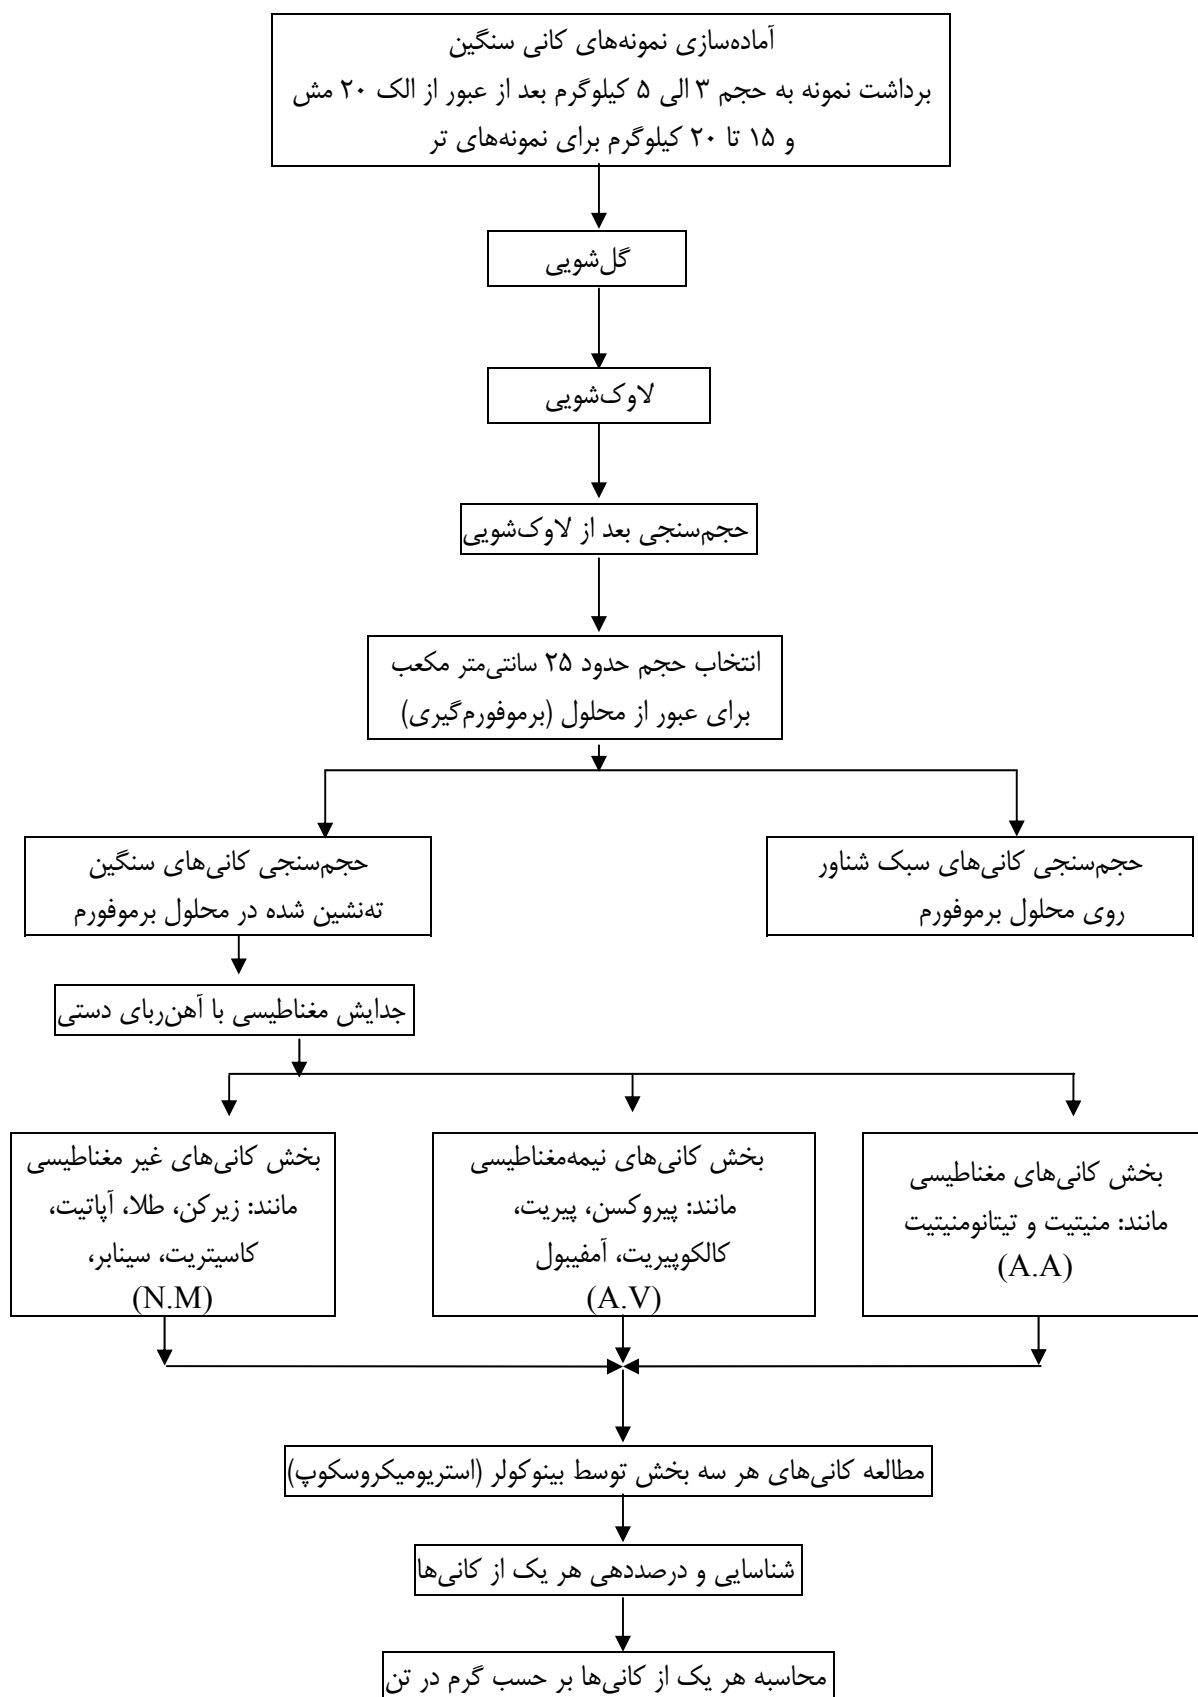 آماده‌سازی نمونه‌های کانی سنگین
برداشت نمونه به حجم ۳ الی ۵ کیلوگرم بعد از عبور از الک ۲۰ مش
و ۱۵ تا ۲۰ کیلوگرم برای نمونه‌های تر
گل‌شویی
لاوک‌شویی
حجم‌سنجی بعد از لاوک‌شویی
انتخاب حجم حدود ۲۵ سانتی‌متر مکعب
برای عبور از محلول (برموفورم‌گیری)
حجم‌سنجی کانی‌های سبک شناور
روی محلول برموفورم
حجم‌سنجی کانی‌های سنگین
ته‌نشین شده در محلول برموفورم
جدایش مغناطیسی با آهن‌ربای دستی
بخش کانی‌های مغناطیسی
مانند: منیتیت و تیتانومنیتیت
(A.A)
بخش کانی‌های نیمه‌مغناطیسی
مانند: پیروکسن، پیریت،
کالکوپیریت، آمفیبول
(A.V)
بخش کانی‌های غیر مغناطیسی
مانند: زیرکن، طلا، آپاتیت،
کاسیتریت، سینابر،
(N.M)
مطالعه کانی‌های هر سه بخش توسط بینوکولر (استریومیکروسکوپ)
شناسایی و درصددهی هر یک از کانی‌ها
محاسبه هر یک از کانی‌ها بر حسب گرم در تن